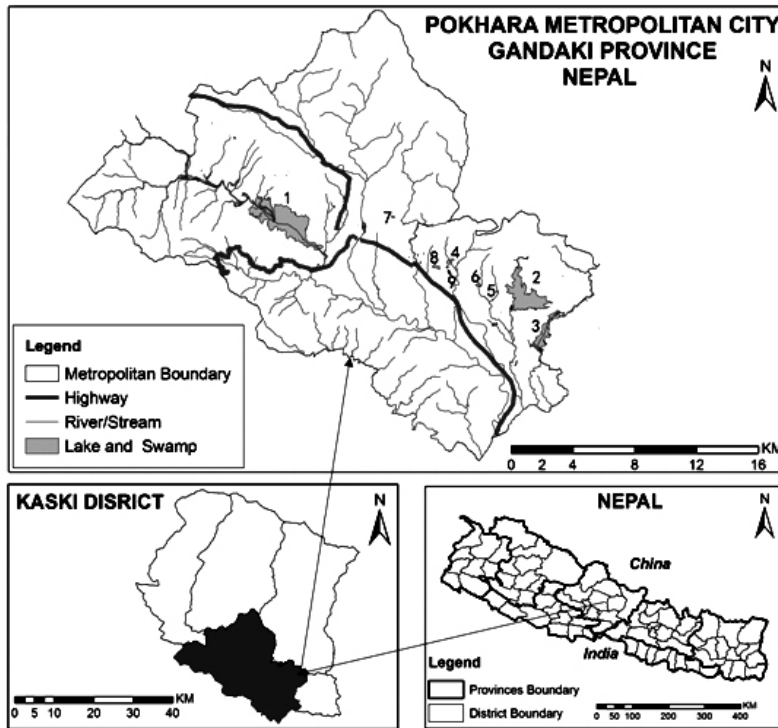 POKHARA METROPOLITAN CITY
GANDAKI PROVINCE
NEPAL
N
1
7
8
4
9
6
5
2
3
Legend
Metropolitan Boundary
Highway
River/Stream
Lake and Swamp
KM
0 2 4 8 12 16
KASKI DISRICT
N
KM
0 5 10 20 30 40
NEPAL
N
China
India
Legend
Provinces Boundary
District Boundary
KM
0 50 100 200 300 400